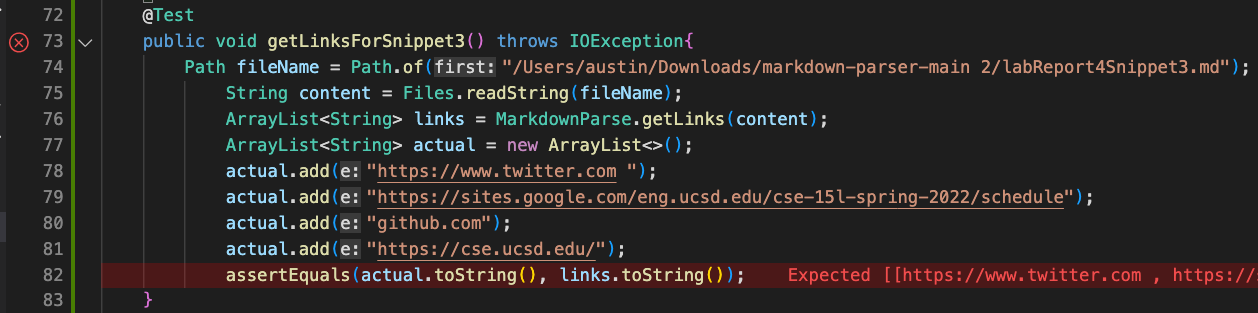 72 @Test
73 public void getLinksForSnippet3() throws IOException{
74 Path fileName = Path.of(first:"/Users/austin/Downloads/markdown-parser-main 2/labReport4Snippet3.md");
75 String content = Files.readString(fileName);
76 ArrayList<String> links = MarkdownParse.getLinks(content);
77 ArrayList<String> actual = new ArrayList<>();
78 actual.add(e:"https://www.twitter.com ");
79 actual.add(e:"https://sites.google.com/eng.ucsd.edu/cse-15l-spring-2022/schedule");
80 actual.add(e:"github.com");
81 actual.add(e:"https://cse.ucsd.edu/");
82 assertEquals(actual.toString(), links.toString()); Expected [[https://www.twitter.com , https://
83 }